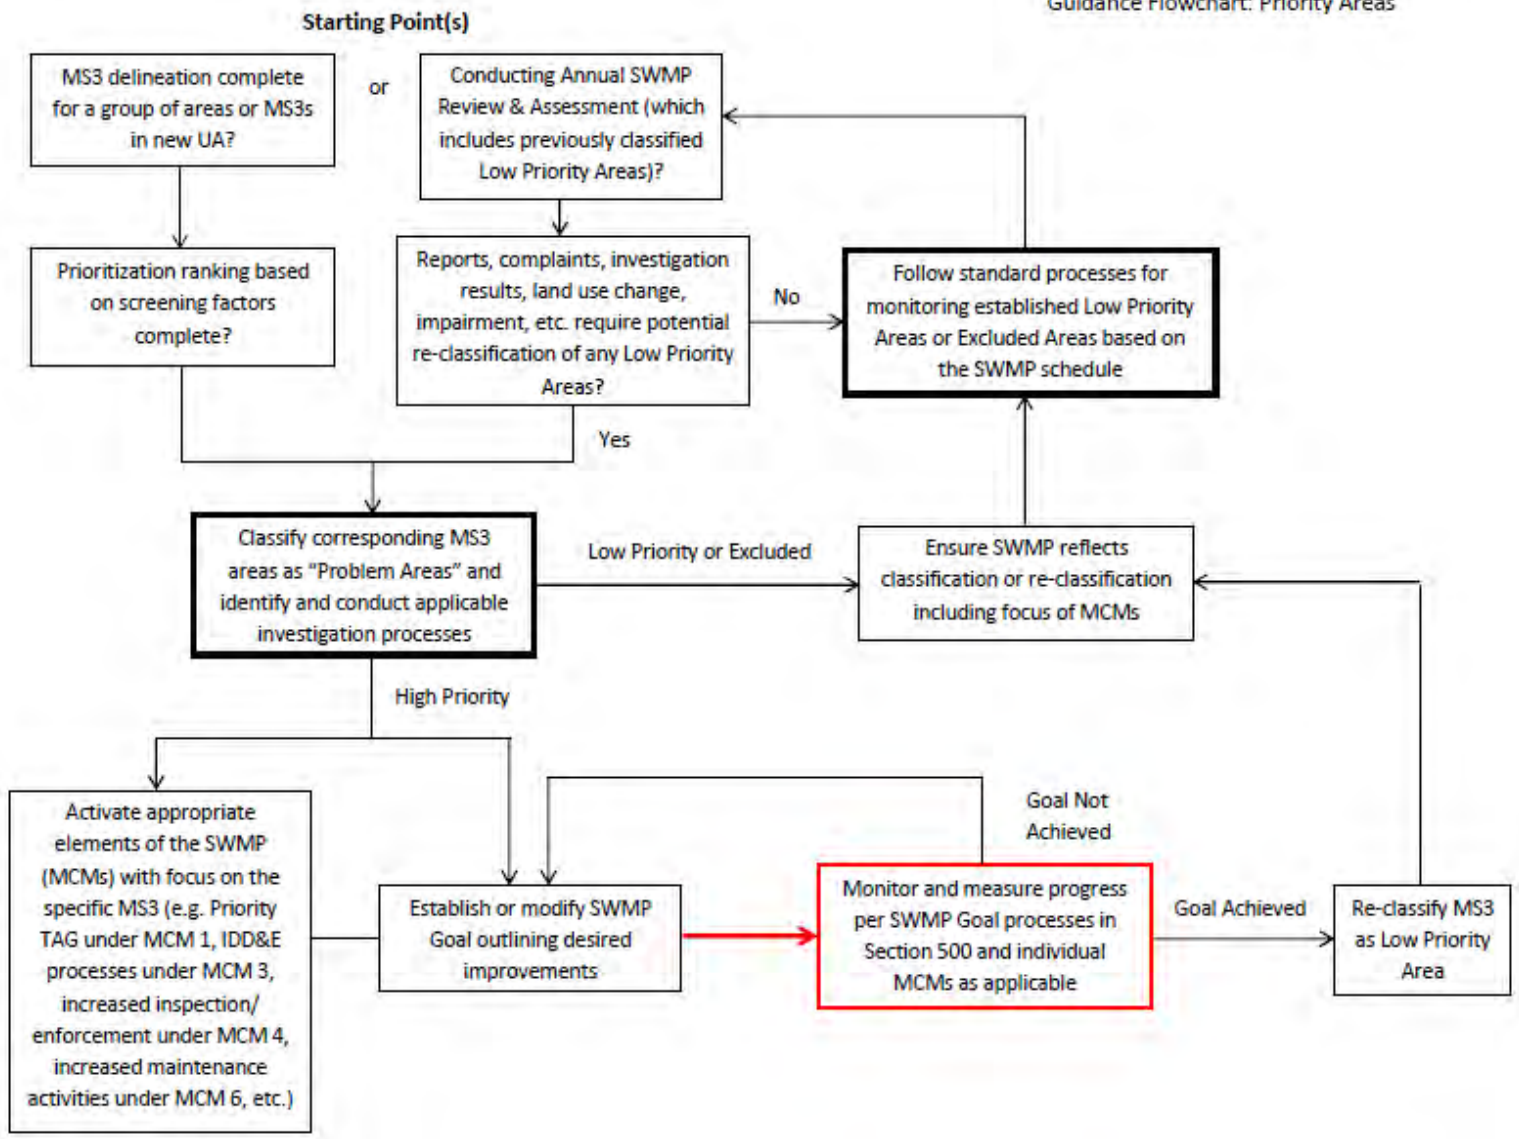 Guidance Flowchart: Priority Areas
Starting Point(s)
MS3 delineation complete
for a group of areas or MS3s
in new UA?
or
Conducting Annual SWMP
Review & Assessment (which
includes previously classified
Low Priority Areas)?
Prioritization ranking based
on screening factors
complete?
Reports, complaints, investigation
results, land use change,
impairment, etc. require potential
re-classification of any Low Priority
Areas?
No
Follow standard processes for
monitoring established Low Priority
Areas or Excluded Areas based on
the SWMP schedule
Yes
Classify corresponding MS3
areas as “Problem Areas” and
identify and conduct applicable
investigation processes
Low Priority or Excluded
Ensure SWMP reflects
classification or re-classification
including focus of MCMs
High Priority
Activate appropriate
elements of the SWMP
(MCMs) with focus on the
specific MS3 (e.g. Priority
TAG under MCM 1, IDD&E
processes under MCM 3,
increased inspection/
enforcement under MCM 4,
increased maintenance
activities under MCM 6, etc.)
Establish or modify SWMP
Goal outlining desired
improvements
Goal Not
Achieved
Monitor and measure progress
per SWMP Goal processes in
Section 500 and individual
MCMs as applicable
Goal Achieved
Re-classify MS3
as Low Priority
Area